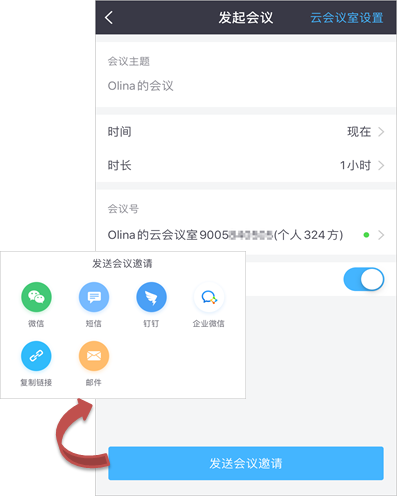 发起会议
云会议室设置
会议主题
Olina的会议
时间
现在
时长
1小时
会议号
Olina的云会议室9005 (个人324方)
发送会议邀请
微信
短信
钉钉
企业微信
复制链接
邮件
发送会议邀请